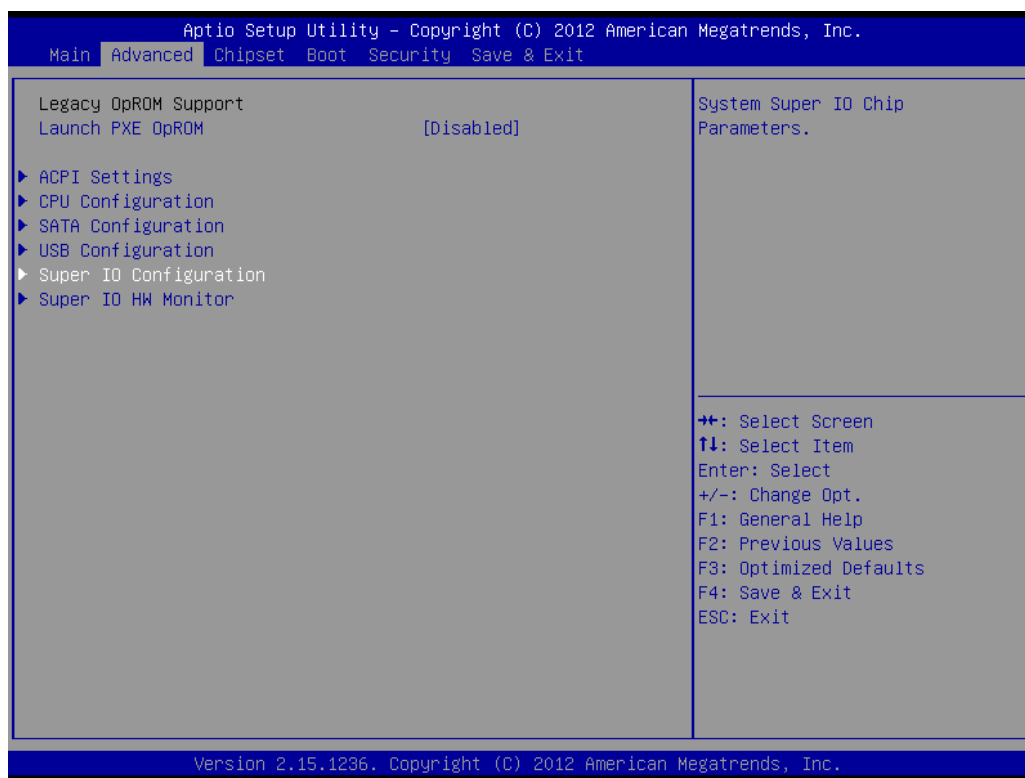 Aptio Setup Utility – Copyright (C) 2012 American Megatrends, Inc.
Main Advanced Chipset Boot Security Save & Exit
Legacy OpROM Support
Launch PXE OpROM [Disabled]
▶ ACPI Settings
▶ CPU Configuration
▶ SATA Configuration
▶ USB Configuration
▶ Super IO Configuration
▶ Super IO HW Monitor
System Super IO Chip
Parameters.
→←: Select Screen
↑↓: Select Item
Enter: Select
+/-: Change Opt.
F1: General Help
F2: Previous Values
F3: Optimized Defaults
F4: Save & Exit
ESC: Exit
Version 2.15.1236. Copyright (C) 2012 American Megatrends, Inc.